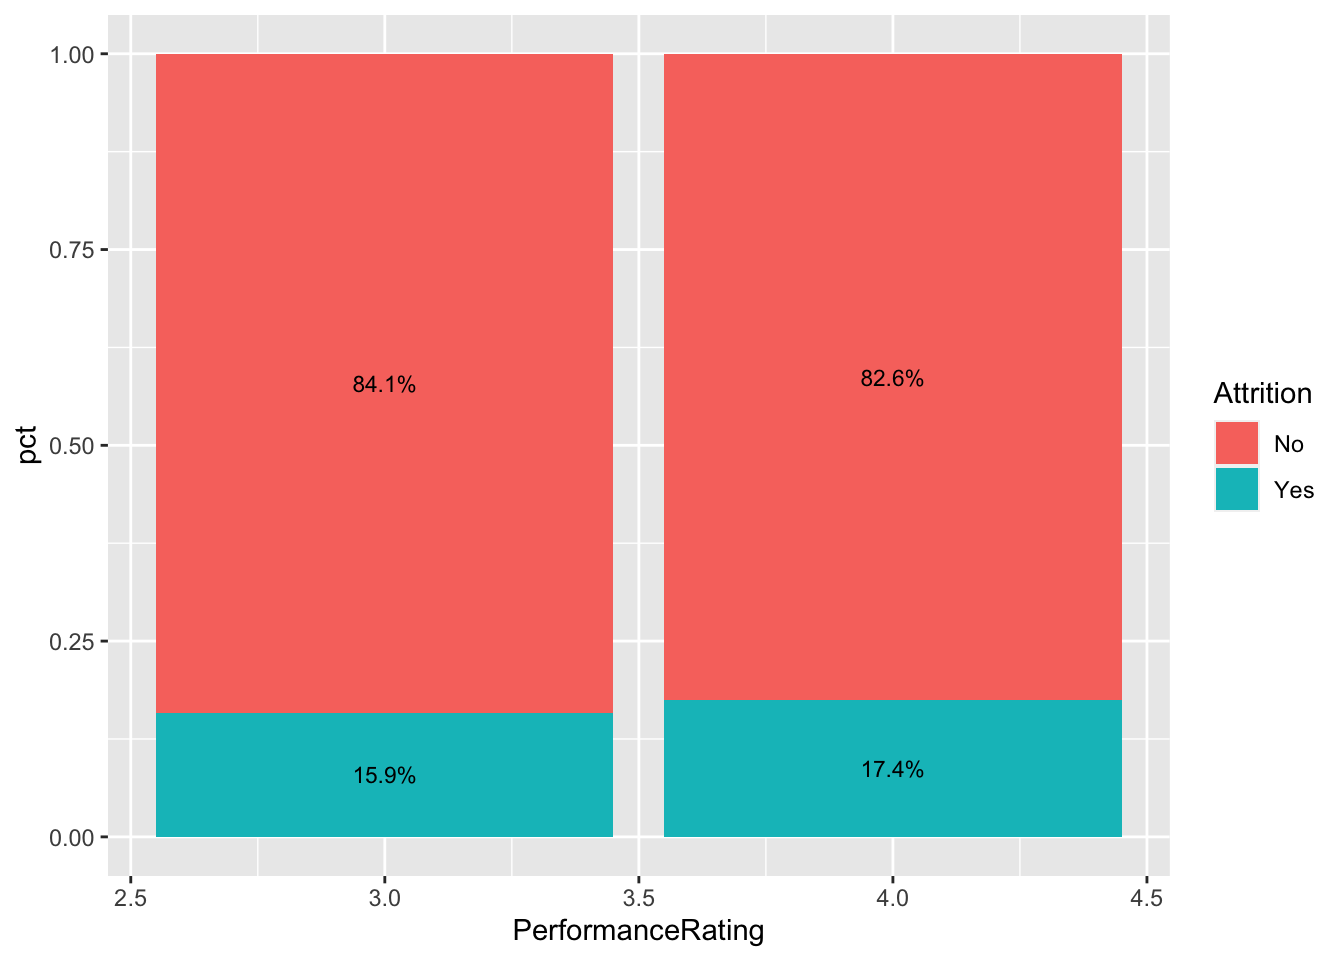 1.00
0.75
0.50
0.25
0.00
pct
84.1%
82.6%
15.9%
17.4%
2.5 3.0 3.5 4.0 4.5
PerformanceRating
Attrition
No
Yes